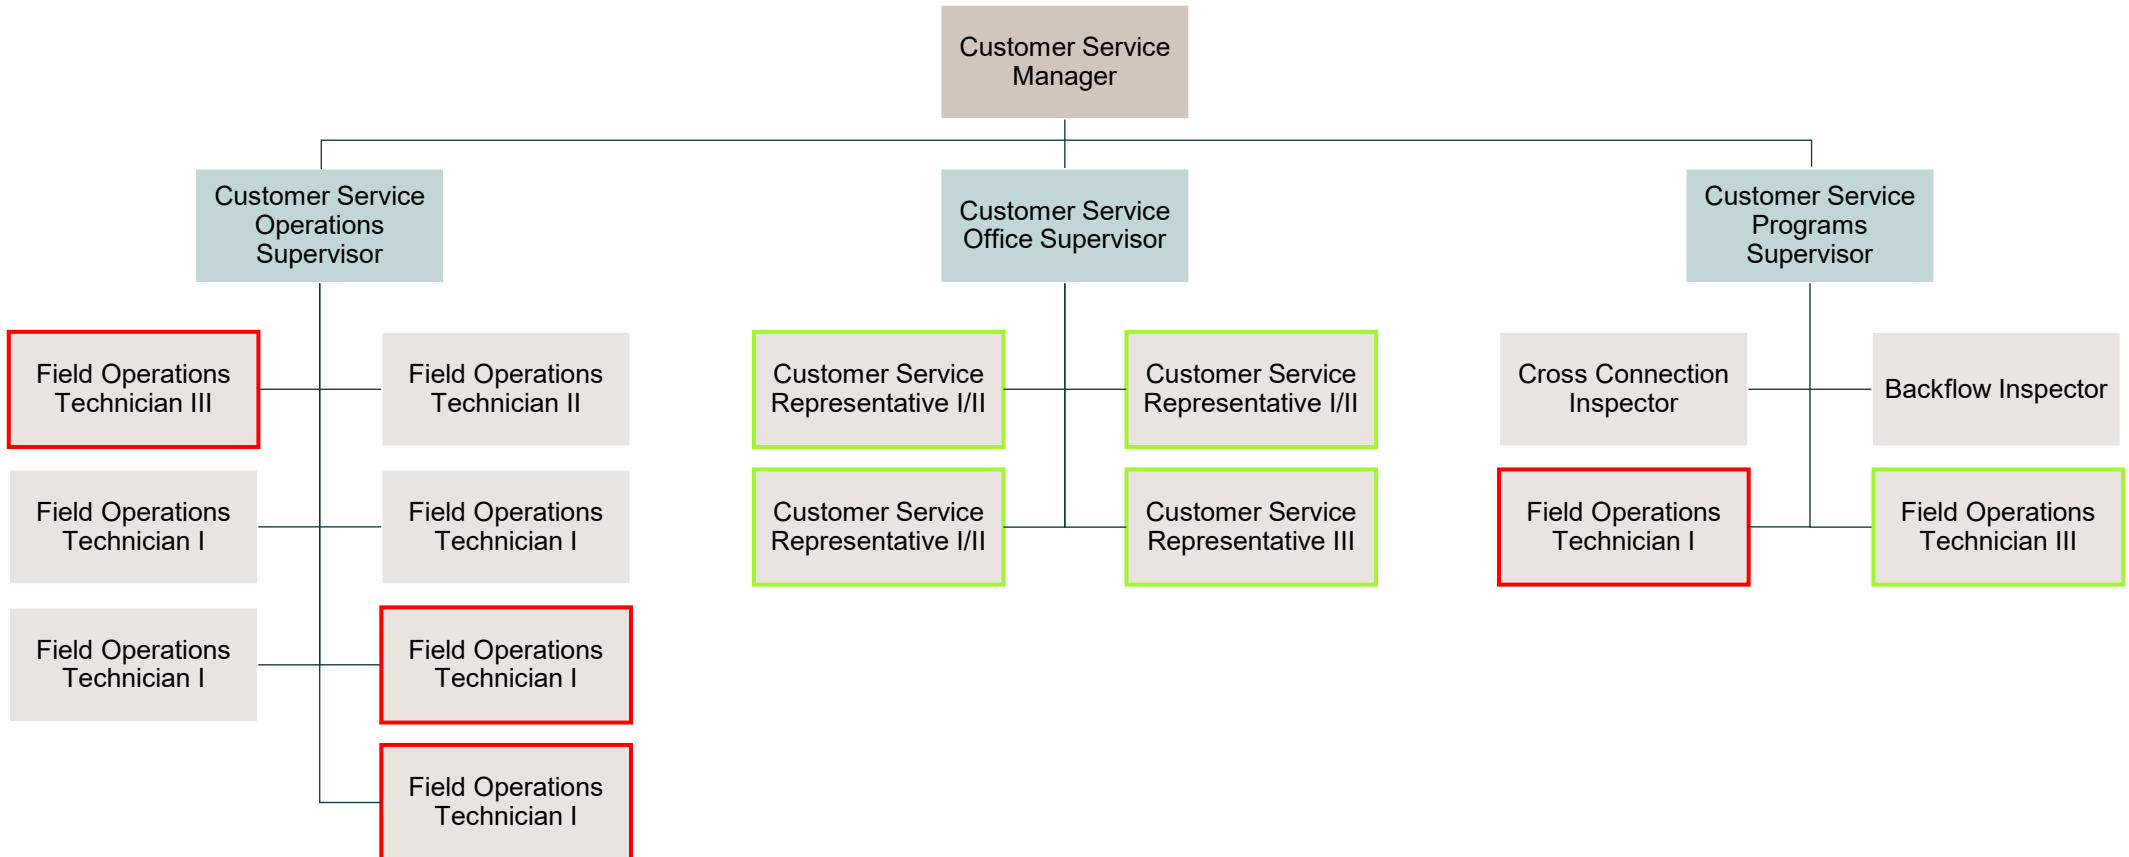 Customer Service
Manager
Customer Service
Operations
Supervisor
Customer Service
Office Supervisor
Customer Service
Programs
Supervisor
Field Operations
Technician III
Field Operations
Technician II
Customer Service
Representative I/II
Customer Service
Representative I/II
Cross Connection
Inspector
Backflow Inspector
Field Operations
Technician I
Field Operations
Technician I
Customer Service
Representative I/II
Customer Service
Representative III
Field Operations
Technician I
Field Operations
Technician III
Field Operations
Technician I
Field Operations
Technician I
Field Operations
Technician I